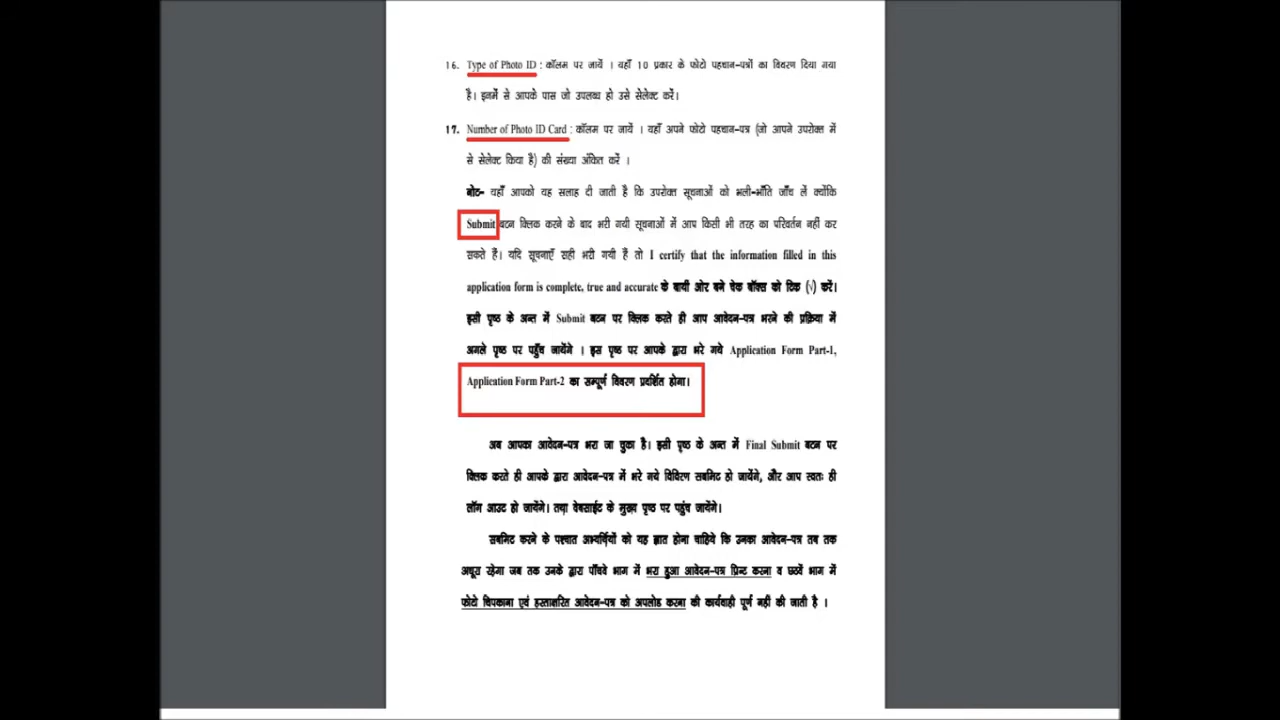 16. Type of Photo ID : कॉलम पर जायें । यहाँ 10 प्रकार के फोटो पहचान-पत्रों का विवरण दिया गया
है। इनमें से आपके पास जो उपलब्ध हो उसे सेलेक्ट करें।
17. Number of Photo ID Card : कॉलम पर जायें । यहाँ अपने फोटो पहचान-पत्र (जो आपने उपरोक्त में
से सेलेक्ट किया है) की संख्या अंकित करें ।
नोट- यहाँ आपको यह सलाह दी जाती है कि उपरोक्त सूचनाओं को भली-भाँति जाँच लें क्योंकि
Submit बटन क्लिक करने के बाद भरी गयी सूचनाओं में आप किसी भी तरह का परिवर्तन नहीं कर
सकते हैं। यदि सूचनाएँ सही भरी गयी हैं तो I certify that the information filled in this
application form is complete, true and accurate के बायीं ओर बने चेक बॉक्स को टिक (√) करें।
इसी पृष्ठ के अन्त में Submit बटन पर क्लिक करते ही आप आवेदन-पत्र भरने की प्रक्रिया में
अगले पृष्ठ पर पहुँच जायेंगे । इस पृष्ठ पर आपके द्वारा भरे गये Application Form Part-1,
Application Form Part-2 का सम्पूर्ण विवरण प्रदर्शित होगा।
अब आपका आवेदन-पत्र भरा जा चुका है। इसी पृष्ठ के अन्त में Final Submit बटन पर
क्लिक करते ही आपके द्वारा आवेदन-पत्र में भरे गये विविरण सबमिट हो जायेंगे, और आप स्वतः ही
लॉग आउट हो जायेंगे। तथा वेबसाईट के मुख्य पृष्ठ पर पहुंच जायेंगे।
सबमिट करने के पश्चात अभ्यर्थियों को यह ज्ञात होना चाहिये कि उनका आवेदन-पत्र तब तक
अधूरा रहेगा जब तक उनके द्वारा पाँचवे भाग में भरा हुआ आवेदन-पत्र प्रिन्ट करना व छठवें भाग में
फोटो चिपकाना एवं हस्ताक्षरित आवेदन-पत्र को अपलोड करना की कार्यवाही पूर्ण नहीं की जाती है ।